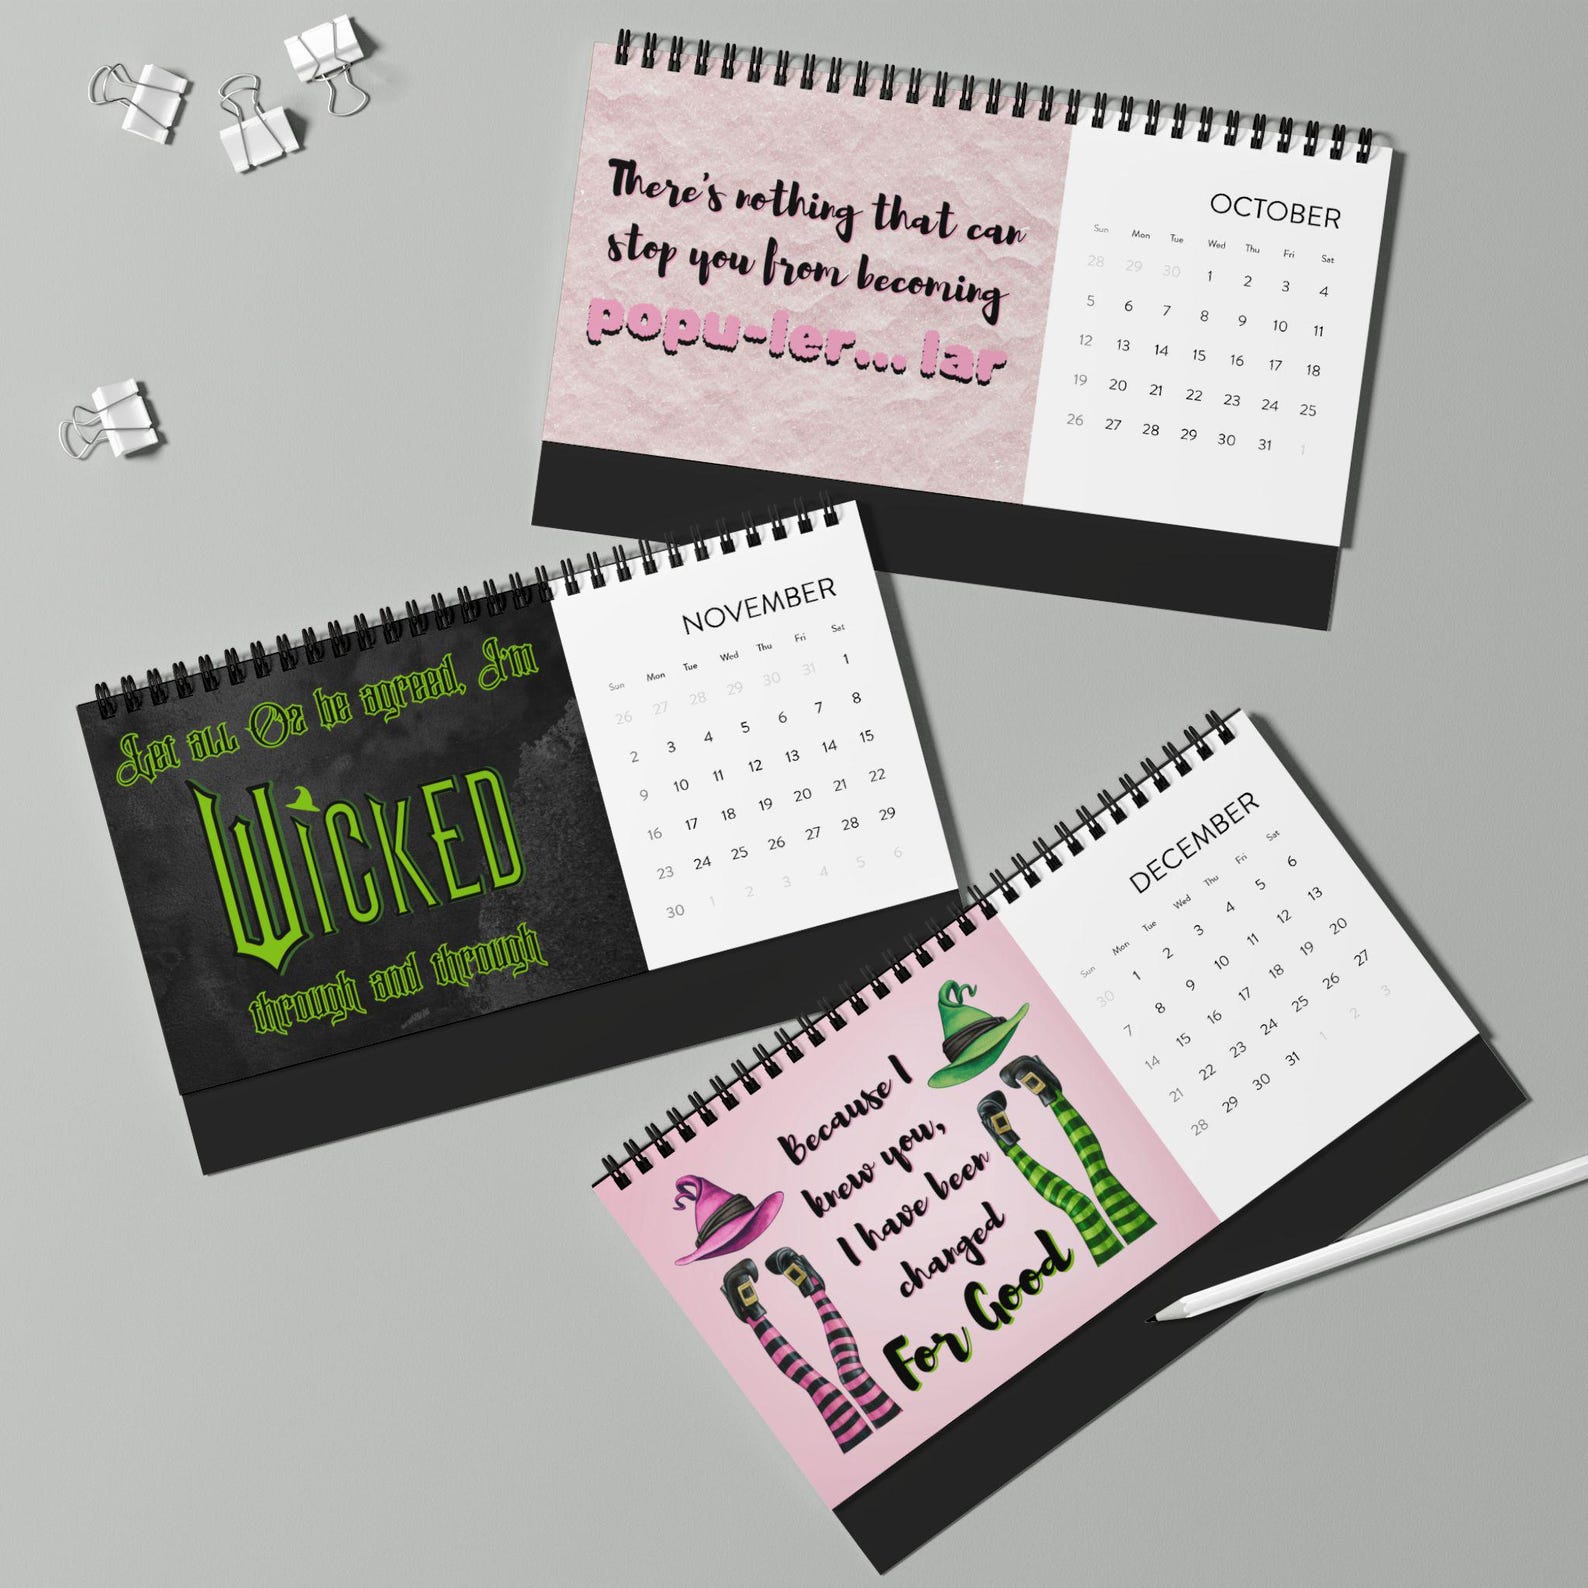 There's nothing that can
stop you from becoming
popu-ler... lar
OCTOBER
Sun Mon Tue Wed Thu Fri Sat
28 29 30 1 2 3 4
5 6 7 8 9 10 11
12 13 14 15 16 17 18
19 20 21 22 23 24 25
26 27 28 29 30 31 1
Let all Oz be agreed, I'm
WICKED
through and through
NOVEMBER
Sun Mon Tue Wed Thu Fri Sat
26 27 28 29 30 31 1
2 3 4 5 6 7 8
9 10 11 12 13 14 15
16 17 18 19 20 21 22
23 24 25 26 27 28 29
30 1 2 3 4 5 6
Because I
knew you,
I have been
changed
For Good
DECEMBER
Sun Mon Tue Wed Thu Fri Sat
30 1 2 3 4 5 6
7 8 9 10 11 12 13
14 15 16 17 18 19 20
21 22 23 24 25 26 27
28 29 30 31 1 2 3